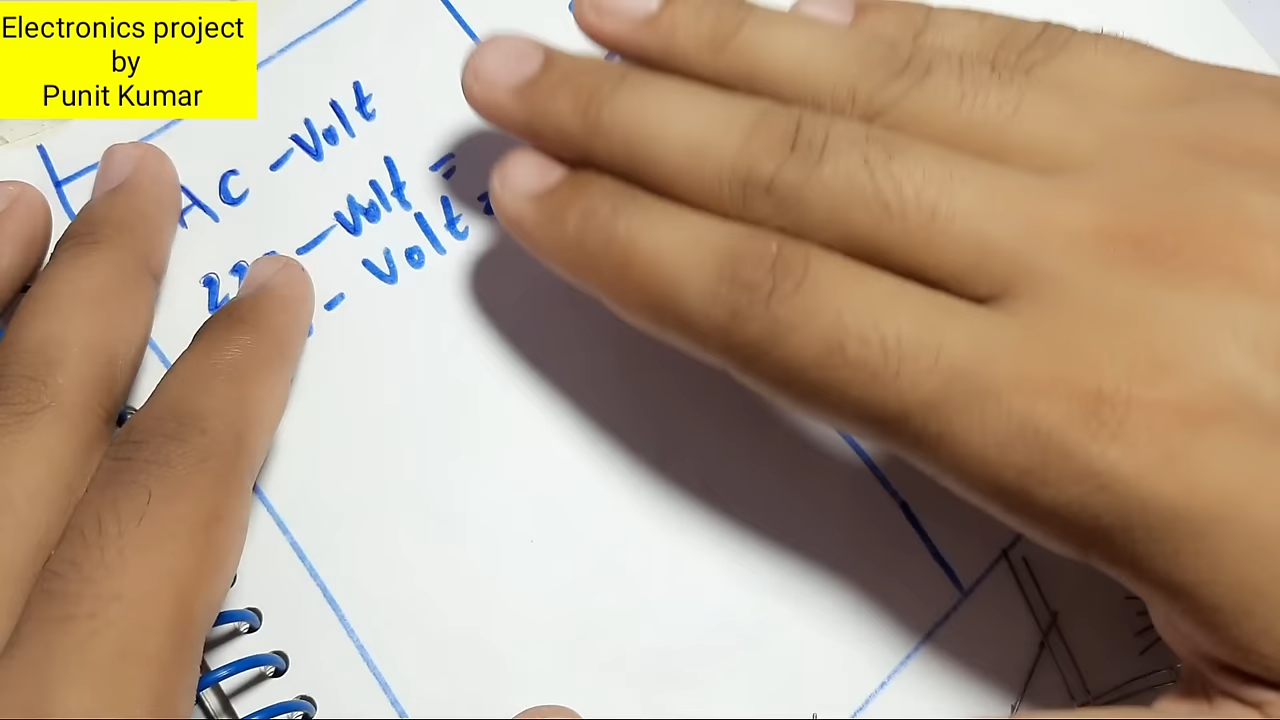 Electronics project
by
Punit Kumar
AC - Volt
- Volt =
- Volt =